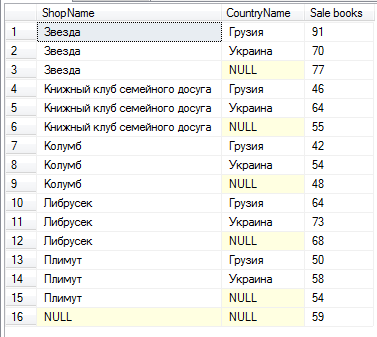 ShopName CountryName Sale books
1 Звезда Грузия 91
2 Звезда Украина 70
3 Звезда NULL 77
4 Книжный клуб семейного досуга Грузия 46
5 Книжный клуб семейного досуга Украина 64
6 Книжный клуб семейного досуга NULL 55
7 Колумб Грузия 42
8 Колумб Украина 54
9 Колумб NULL 48
10 Либрусек Грузия 64
11 Либрусек Украина 73
12 Либрусек NULL 68
13 Плимут Грузия 50
14 Плимут Украина 58
15 Плимут NULL 54
16 NULL NULL 59